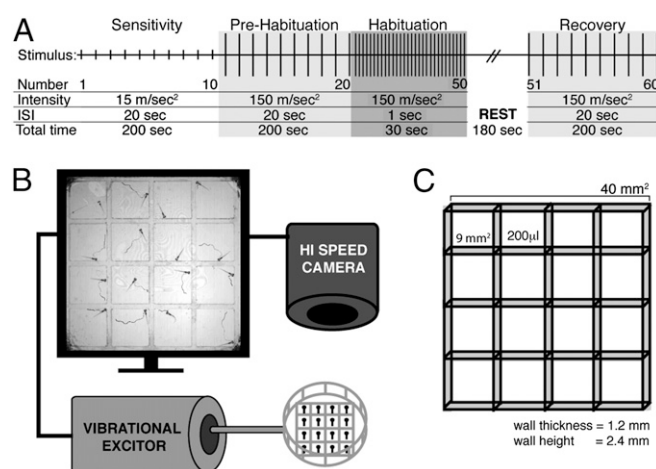 A
Sensitivity Pre-Habituation Habituation Recovery
Stimulus:
Number 1 10 20 50 51 60
Intensity 15 m/sec² 150 m/sec² 150 m/sec² 150 m/sec²
ISI 20 sec 20 sec 1 sec REST 20 sec
Total time 200 sec 200 sec 30 sec 180 sec 200 sec
B
HI SPEED
CAMERA
VIBRATIONAL
EXCITOR
C
40 mm²
9 mm² 200µl
wall thickness = 1.2 mm
wall height = 2.4 mm